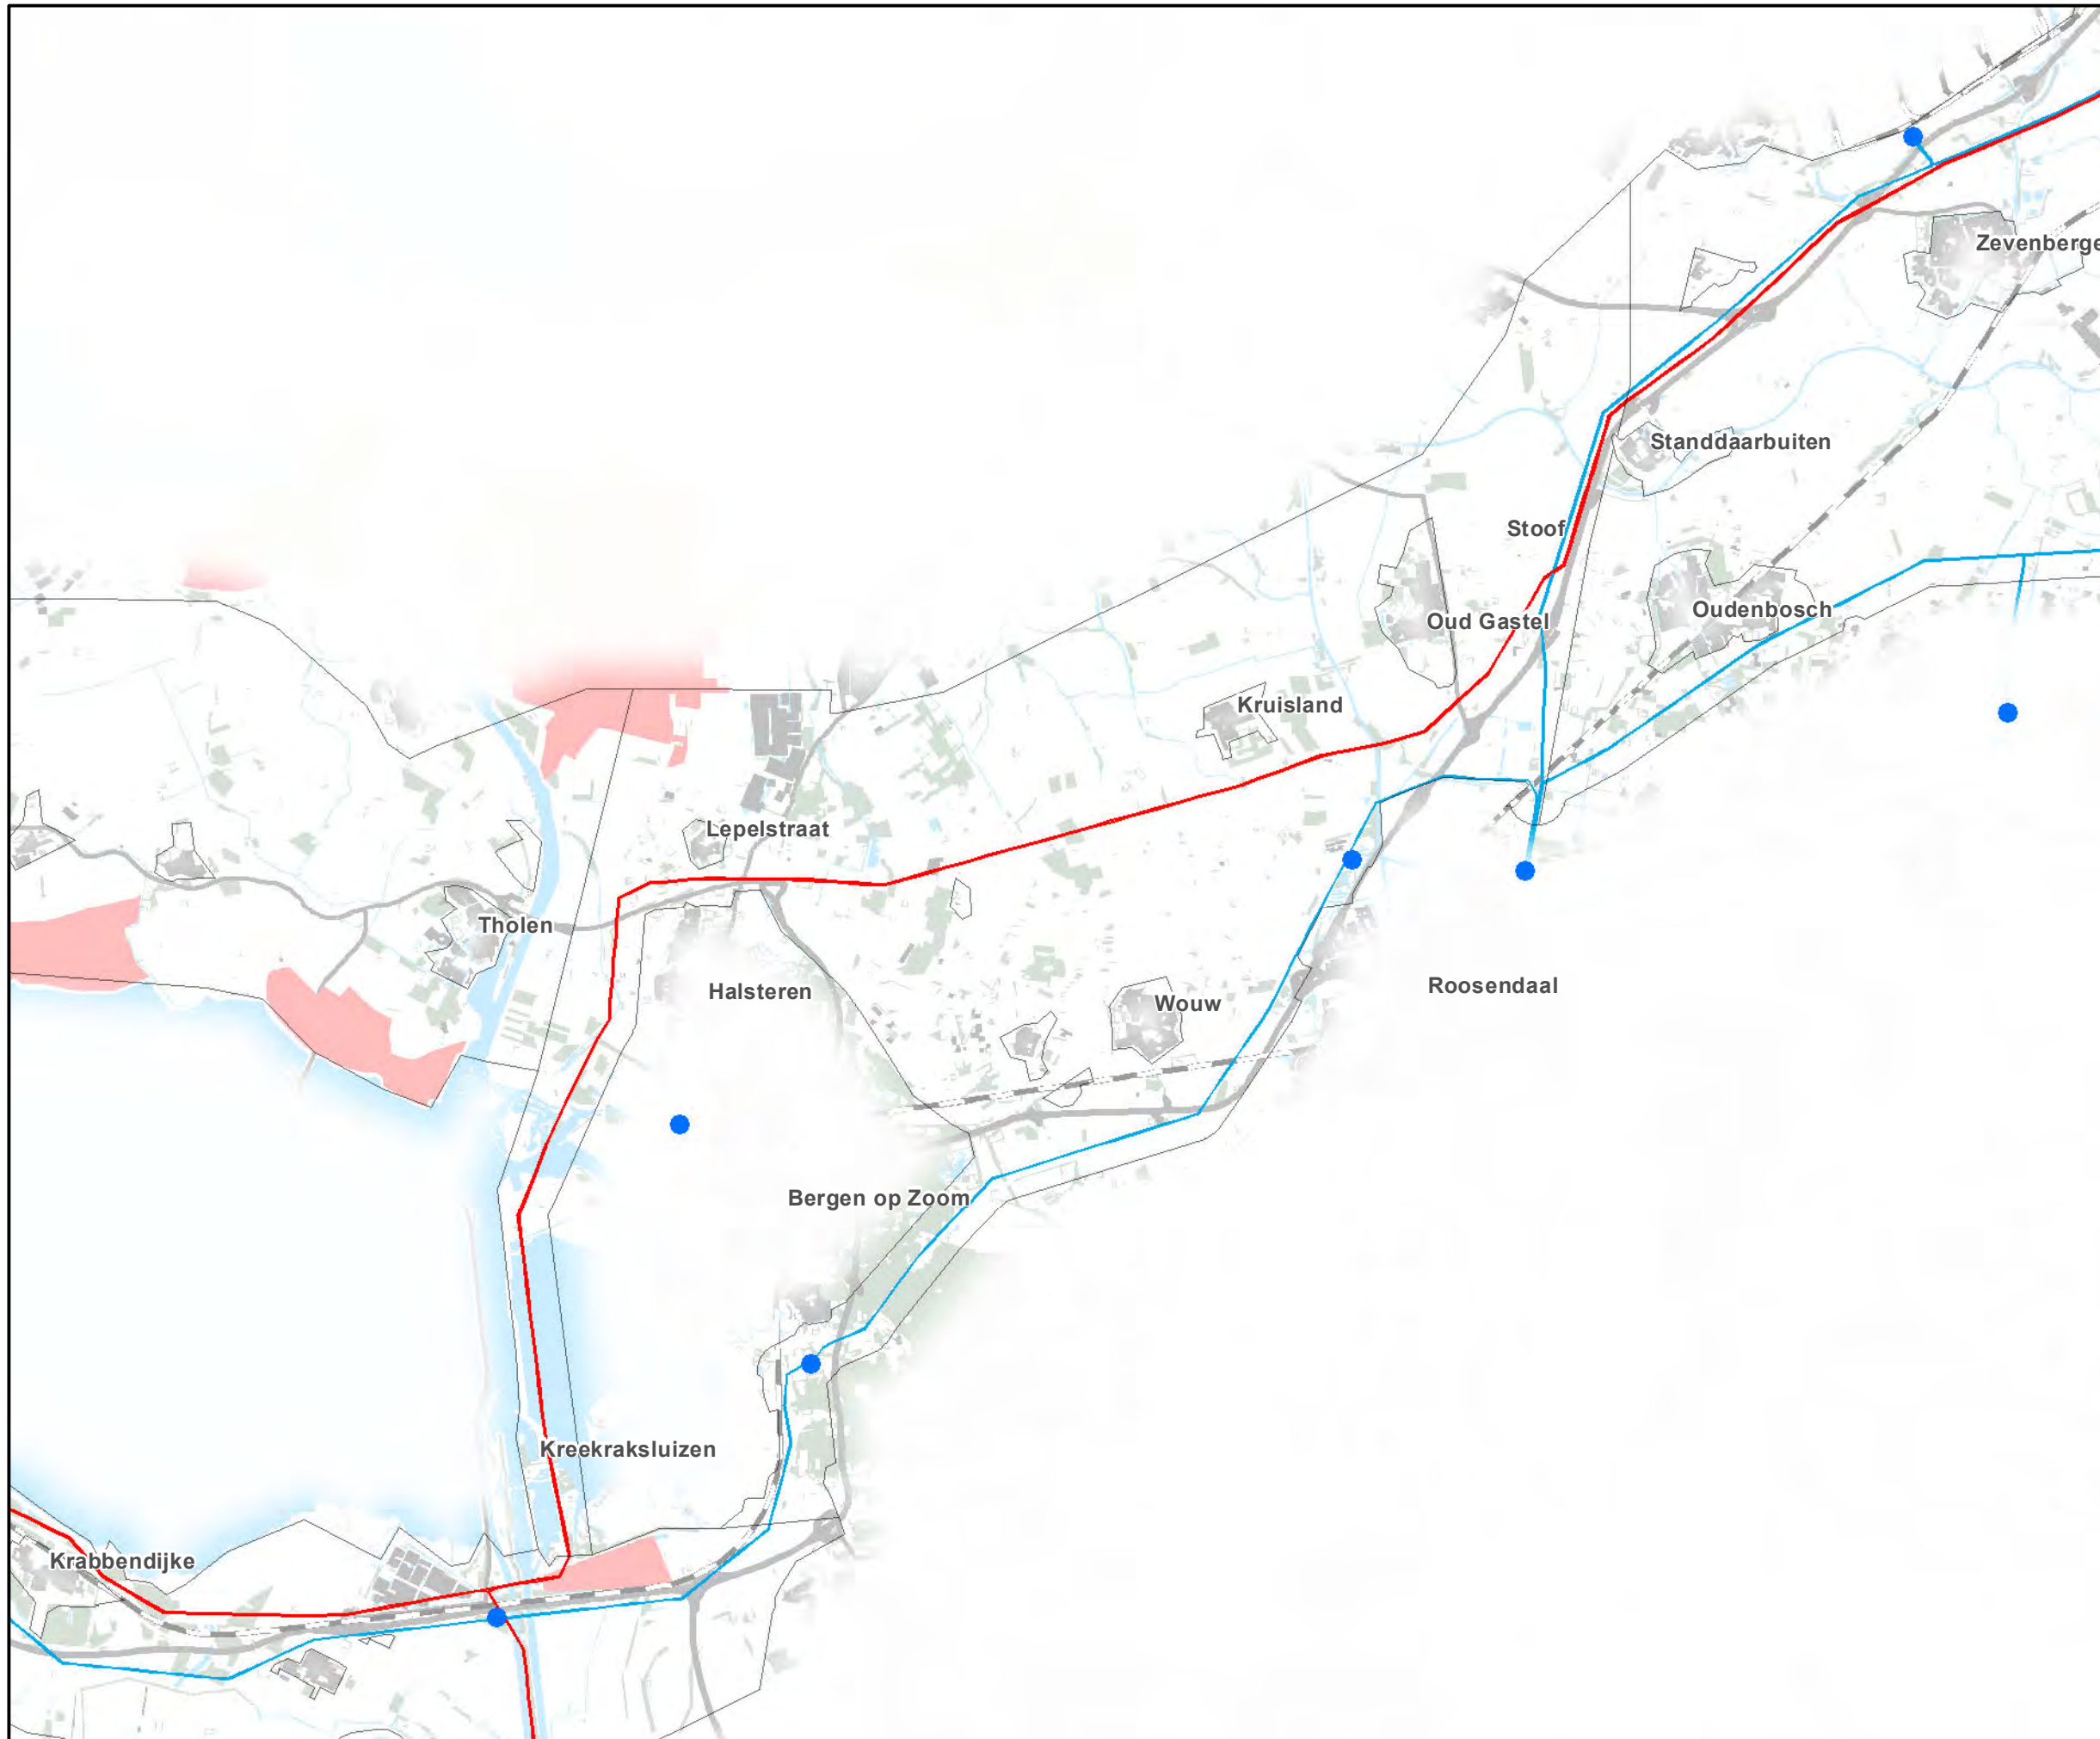 Zevenberge
Standdaarbuiten
Stoof
Oudenbosch
Oud Gastel
Kruisland
Lepelstraat
Tholen
Halsteren
Roosendaal
Wouw
Bergen op Zoom
Kreekraksluizen
Krabbendijke